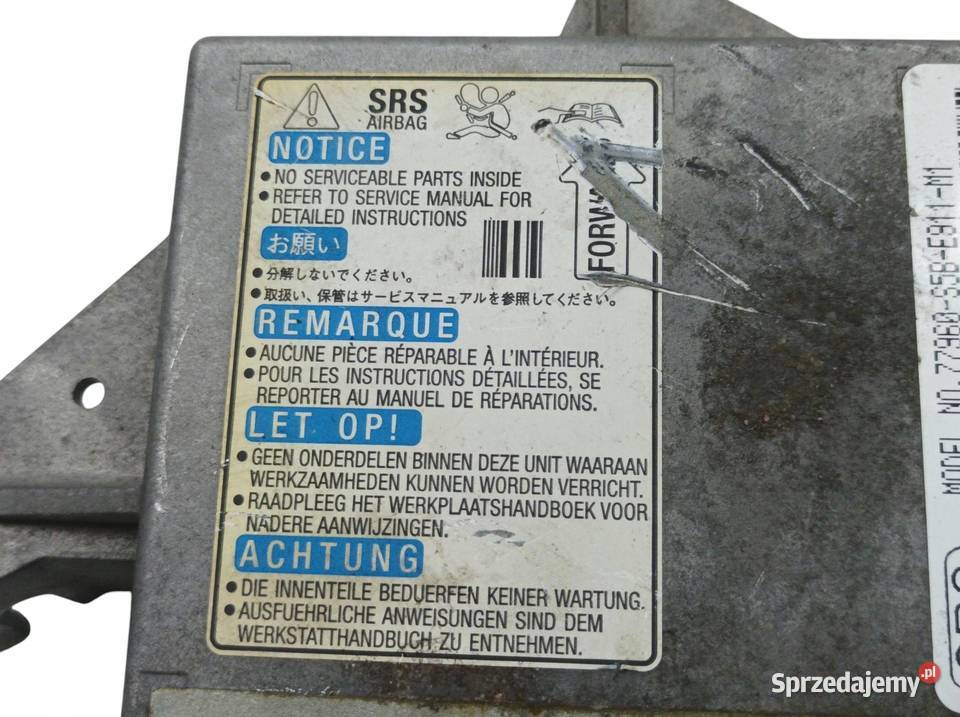 SRS
AIRBAG
NOTICE
• NO SERVICEABLE PARTS INSIDE
• REFER TO SERVICE MANUAL FOR
DETAILED INSTRUCTIONS
お願い
• 分解しないでください。
• 取扱い、保管はサービスマニュアルを参照してください。
REMARQUE
• AUCUNE PIÈCE RÉPARABLE À L'INTÉRIEUR.
• POUR LES INSTRUCTIONS DÉTAILLÉES, SE
REPORTER AU MANUEL DE RÉPARATIONS.
LET OP!
• GEEN ONDERDELEN BINNEN DEZE UNIT WAARAAN
WERKZAAMHEDEN KUNNEN WORDEN VERRICHT.
• RAADPLEEG HET WERKPLAATSHANDBOEK VOOR
NADERE AANWIJZINGEN.
ACHTUNG
• DIE INNENTEILE BEDUERFEN KEINER WARTUNG.
• AUSFUEHRLICHE ANWEISUNGEN SIND DEM
WERKSTATTHANDBUCH ZU ENTNEHMEN.
MODEL NO.77960-S5B-E911-M1
Sprzedajemy.pl